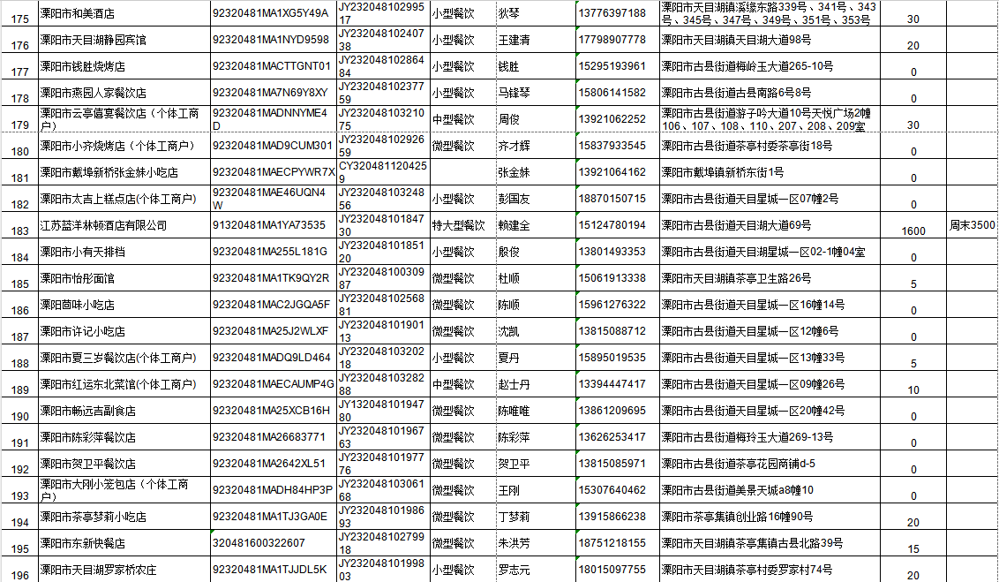 175 溧阳市和美酒店 92320481MA1XG5Y49A JY23204810299517 小型餐饮 狄琴 13776397188 溧阳市天目湖镇溪缘东路339号、341号、343号、345号、347号、349号、351号、353号 30
176 溧阳市天目湖静园宾馆 92320481MA1NYD9598 JY23204810240738 小型餐饮 王建清 17798907778 溧阳市天目湖镇天目湖大道98号 20
177 溧阳市钱胜烧烤店 92320481MACTTGNT01 JY23204810286484 小型餐饮 钱胜 15295193961 溧阳市古县街道梅岭玉大道265-10号 0
178 溧阳市燕园人家餐饮店 92320481MA7N69Y8XY JY23204810237759 小型餐饮 马锋琴 15806141582 溧阳市古县街道古县南路6号8号 0
179 溧阳市云亭值宴餐饮店（个体工商户） 92320481MADNNYME4D JY23204810321075 中型餐饮 周俊 13921062252 溧阳市古县街道游子吟大道10号天悦广场2幢106、107、108、110、207、208、209室 30
180 溧阳市小齐烧烤店（个体工商户） 92320481MAD9CUM301 JY23204810292659 微型餐饮 齐才辉 15837933545 溧阳市古县街道茶亭村委茶亭街18号 0
181 溧阳市戴埠新桥张金妹小吃店 92320481MAECPYWR7X CY3204811204259 张金妹 13921064162 溧阳市戴埠镇新桥东街1号 0
182 溧阳市太吉上糕点店(个体工商户) 92320481MAE46UQN4W JY23204810324856 小型餐饮 彭国友 18870150715 溧阳市古县街道天目星城一区07幢2号 0
183 江苏蓝洋林顿酒店有限公司 91320481MA1YA73535 JY23204810184730 特大型餐饮 赖建全 15124780194 溧阳市古县街道天目湖大道69号 1600 周末3500
184 溧阳市小有天排档 92320481MA255L181G JY23204810185120 小型餐饮 殷俊 13801493353 溧阳市古县街道天目湖星城一区02-1幢04室 0
185 溧阳市怡彤面馆 92320481MA1TK9QY2R JY23204810030987 微型餐饮 杜顺 15061913338 溧阳市天目湖镇茶亭卫生路26号 5
186 溧阳茴味小吃店 92320481MAC2JGQA5F JY23204810256881 微型餐饮 陈顺 15961276322 溧阳市古县街道天目星城一区16幢14号 0
187 溧阳市许记小吃店 92320481MA25J2WLXF JY23204810190113 微型餐饮 沈凯 13815088712 溧阳市古县街道天目星城一区12幢6号 0
188 溧阳市夏三岁餐饮店(个体工商户) 92320481MADQ9LD464 JY23204810320218 小型餐饮 夏丹 15895019535 溧阳市古县街道天目星城一区13幢33号 5
189 溧阳市红运东北菜馆(个体工商户) 92320481MAECAUMP4G JY23204810328288 中型餐饮 赵士丹 13394447417 溧阳市古县街道天目星城一区09幢26号 10
190 溧阳市畅远吉副食店 92320481MA25XCB16H JY13204810194780 微型餐饮 陈唯唯 13861209695 溧阳市古县街道天目星城一区20幢42号 0
191 溧阳市陈彩萍餐饮店 92320481MA26683771 JY23204810196763 微型餐饮 陈彩萍 13626253417 溧阳市古县街道梅玲玉大道269-13号 0
192 溧阳市贺卫平餐饮店 92320481MA2642XL51 JY23204810197776 微型餐饮 贺卫平 13815085971 溧阳市古县街道茶亭花园商铺d-5 0
193 溧阳市大刚小笼包店（个体工商户） 92320481MADH84HP3P JY23204810306168 微型餐饮 王刚 15307640462 溧阳市古县街道美景天城a8幢10 0
194 溧阳市茶亭梦莉小吃店 92320481MA1TJ3GA0E JY23204810198693 微型餐饮 丁梦莉 13915866238 溧阳市茶亭集镇创业路16幢90号 20
195 溧阳市东新快餐店 320481600322607 JY23204810279918 微型餐饮 朱洪芳 18751218155 溧阳市天目湖镇茶亭集镇古县北路39号 15
196 溧阳市天目湖罗家桥农庄 92320481MA1TJJDL5K JY23204810199803 小型餐饮 罗志元 18015097755 溧阳市天目湖镇茶亭村委罗家村74号 20